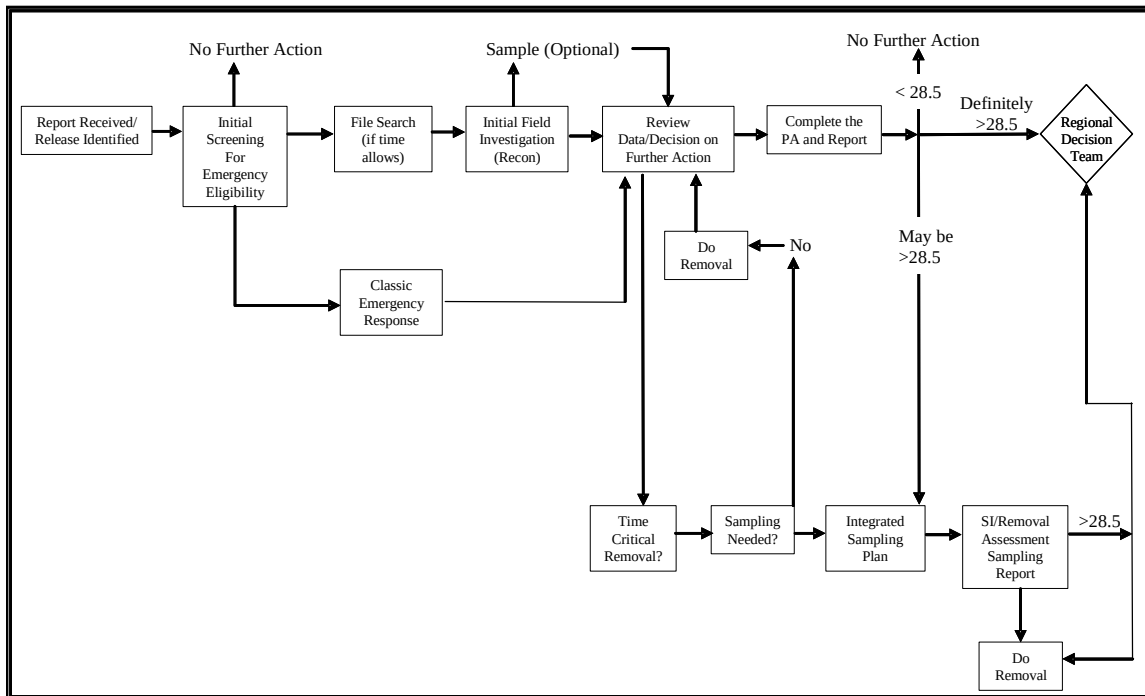 No Further Action
Sample (Optional)
No Further Action
< 28.5
Definitely
>28.5
Report Received/
Release Identified
Initial
Screening
For
Emergency
Eligibility
File Search
(if time
allows)
Initial Field
Investigation
(Recon)
Review
Data/Decision on
Further Action
Complete the
PA and Report
Regional
Decision
Team
May be
>28.5
Do
Removal
No
Classic
Emergency
Response
Time
Critical
Removal?
Sampling
Needed?
Integrated
Sampling
Plan
SI/Removal
Assessment
Sampling
Report
>28.5
Do
Removal